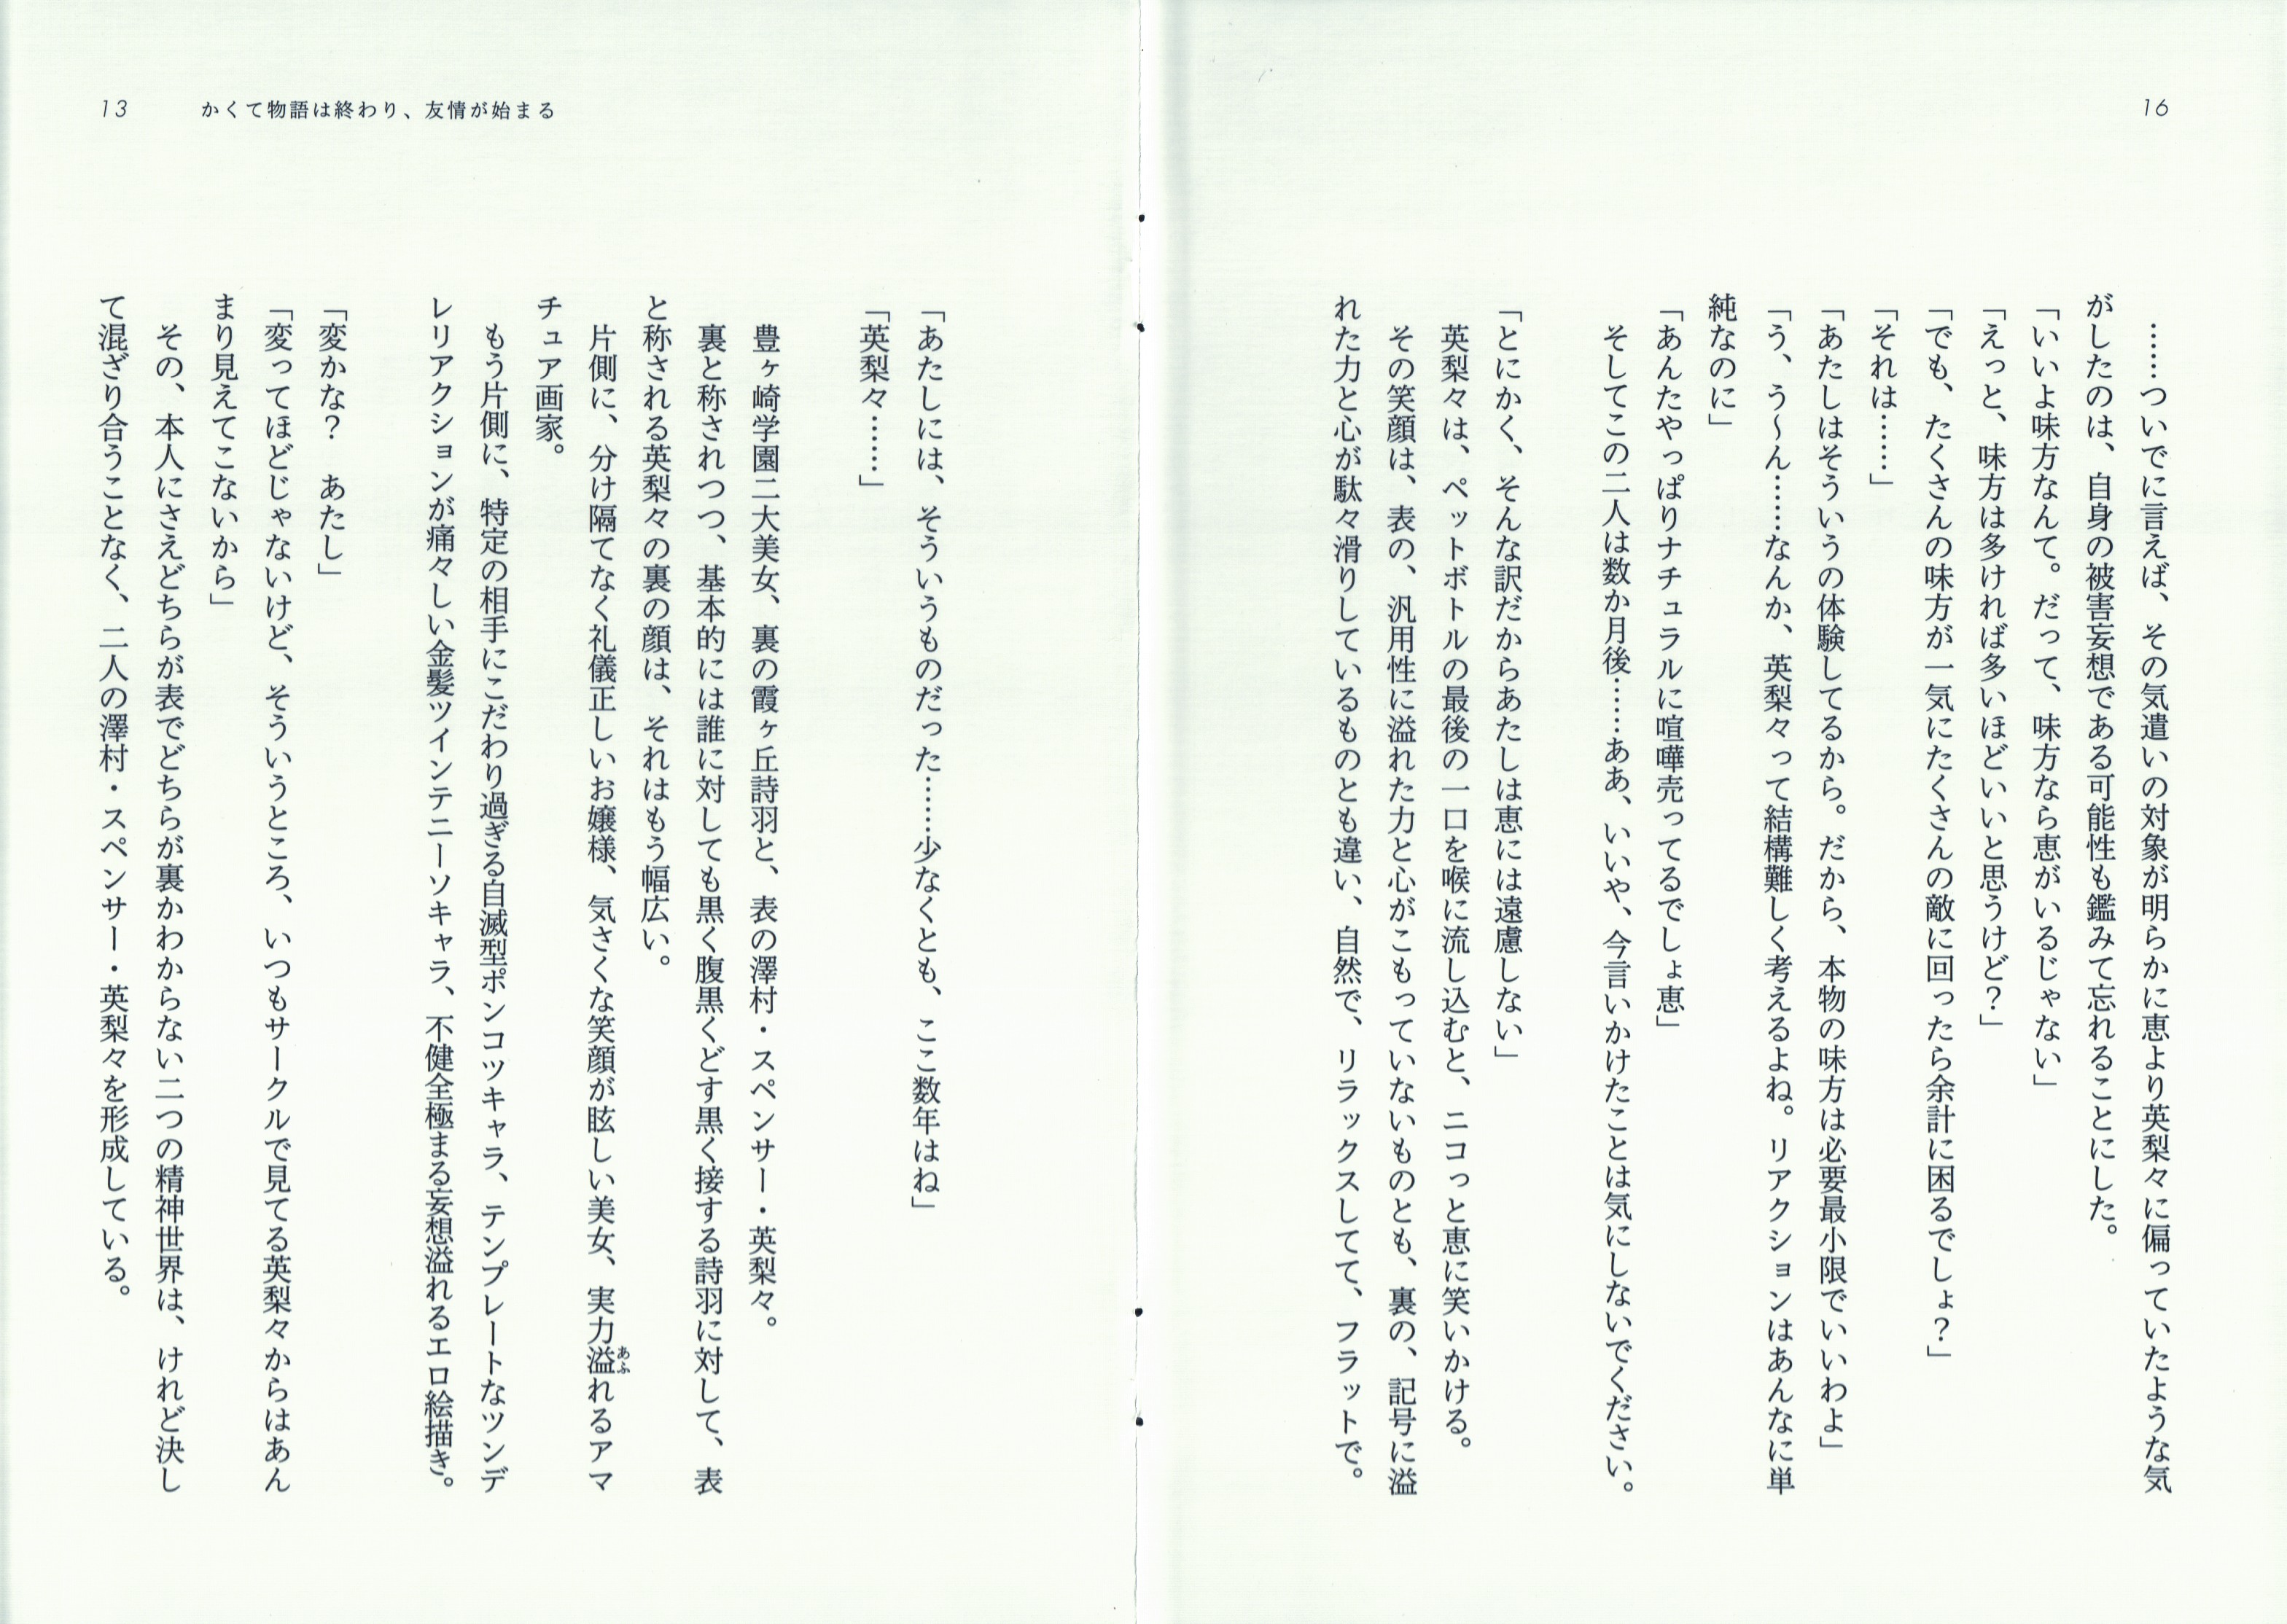 16
……ついでに言えば、その気遣いの対象が明らかに恵より英梨々に偏っていたような気
がしたのは、自身の被害妄想である可能性も鑑みて忘れることにした。
「いいよ味方なんて。だって、味方なら恵がいるじゃない」
「えっと、味方は多ければ多いほどいいと思うけど？」
「でも、たくさんの味方が一気にたくさんの敵に回ったら余計に困るでしょ？」
「それは……」
「あたしはそういうの体験してるから。だから、本物の味方は必要最小限でいいわよ」
「う、う～ん……なんか、英梨々って結構難しく考えるよね。リアクションはあんなに単
純なのに」
「あんたやっぱりナチュラルに喧嘩売ってるでしょ恵」
そしてこの二人は数か月後……ああ、いいや、今言いかけたことは気にしないでください。
「とにかく、そんな訳だからあたしは恵には遠慮しない」
英梨々は、ペットボトルの最後の一口を喉に流し込むと、ニコっと恵に笑いかける。
その笑顔は、表の、汎用性に溢れた力と心がこもっていないものとも、裏の、記号に溢
れた力と心が駄々滑りしているものとも違い、自然で、リラックスしてて、フラットで。
13
かくて物語は終わり、友情が始まる
「あたしには、そういうものだった……少なくとも、ここ数年はね」
「英梨々……」
豊ヶ崎学園二大美女、裏の霞ヶ丘詩羽と、表の澤村・スペンサー・英梨々。
裏と称されつつ、基本的には誰に対しても黒く腹黒くどす黒く接する詩羽に対して、表
と称される英梨々の裏の顔は、それはもう幅広い。
片側に、分け隔てなく礼儀正しいお嬢様、気さくな笑顔が眩しい美女、実力溢れるアマ
あふ
チュア画家。
もう片側に、特定の相手にこだわり過ぎる自滅型ポンコツキャラ、テンプレートなツンデ
レリアクションが痛々しい金髪ツインテニーソキャラ、不健全極まる妄想溢れるエロ絵描き。
「変かな？　あたし」
「変ってほどじゃないけど、そういうところ、いつもサークルで見てる英梨々からはあん
まり見えてこないから」
その、本人にさえどちらが表でどちらが裏かわからない二つの精神世界は、けれど決し
て混ざり合うことなく、二人の澤村・スペンサー・英梨々を形成している。